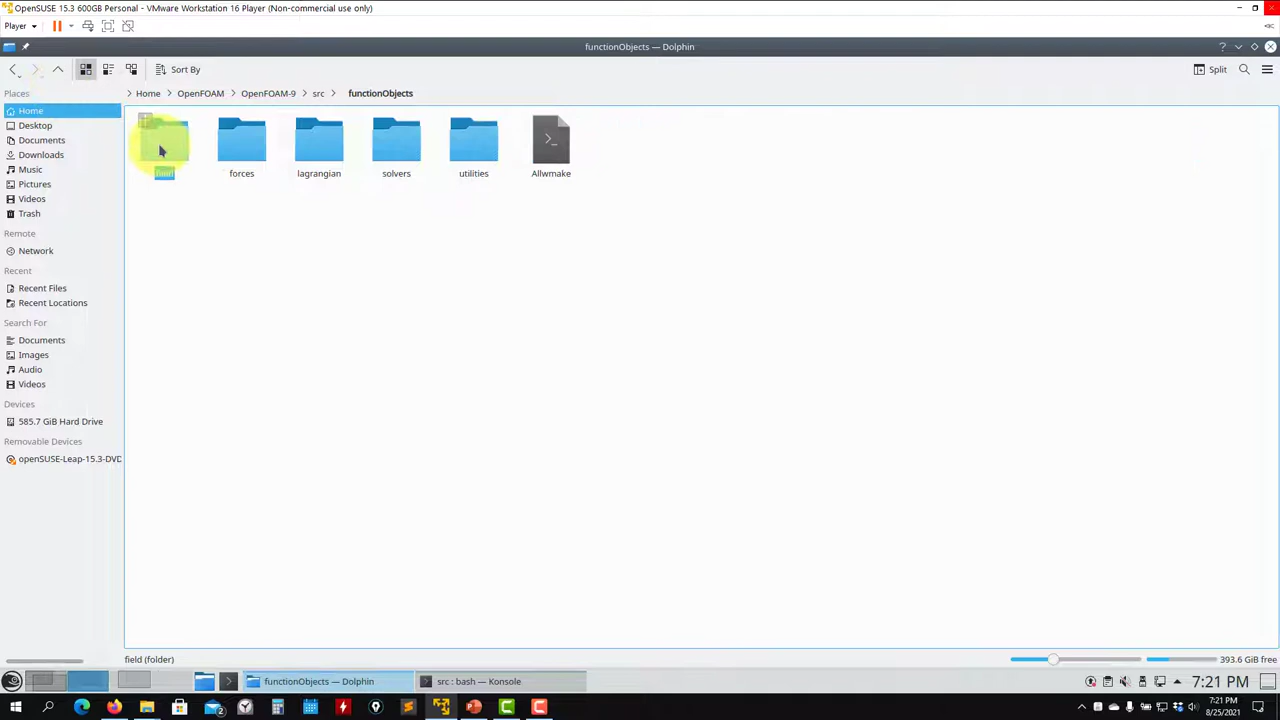 OpenSUSE 15.3 600GB Personal - VMware Workstation 16 Player (Non-commercial use only)
Player
functionObjects — Dolphin
Sort By
Split
Places
Home
OpenFOAM
OpenFOAM-9
src
functionObjects
Home
Desktop
Documents
Downloads
Music
Pictures
Videos
Trash
Remote
Network
Recent
Recent Files
Recent Locations
Search For
Documents
Images
Audio
Videos
Devices
585.7 GiB Hard Drive
Removable Devices
openSUSE-Leap-15.3-DVD
field
forces
lagrangian
solvers
utilities
Allwmake
field (folder)
393.6 GiB free
functionObjects — Dolphin
src : bash — Konsole
7:21 PM
7:21 PM
8/25/2021